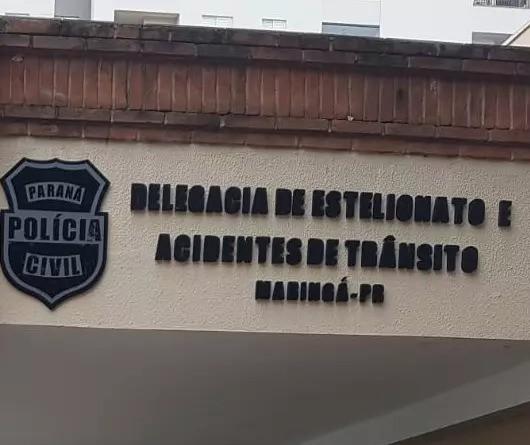 PARANÁ
POLÍCIA
CIVIL
DELEGACIA DE ESTELIONATO E
ACIDENTES DE TRÂNSITO
MARINGÁ-PR